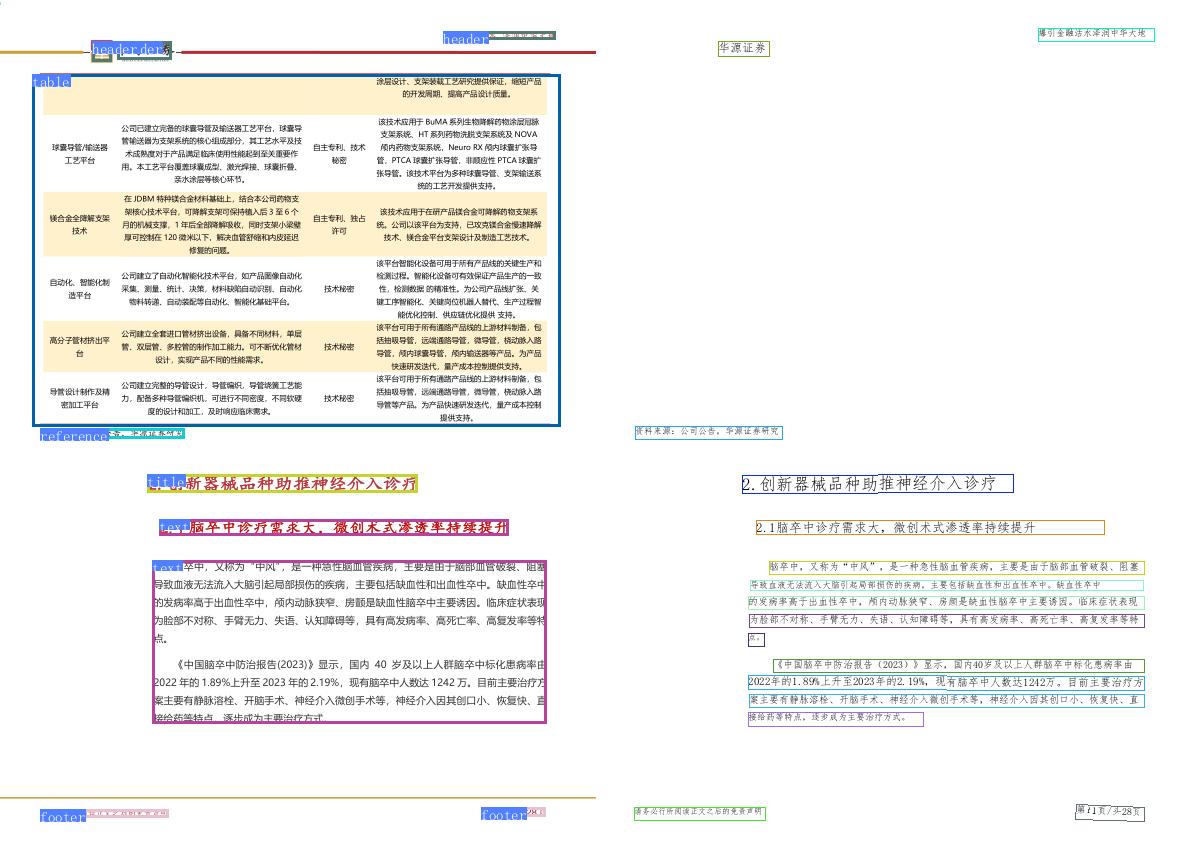 header
header
华源证券
引金融活水泽润中华大地
table
涂层设计、支架装载工艺研究提供保证，缩短产品
的开发周期、提高产品设计质量。
球囊导管/输送器
工艺平台
公司已建立完备的球囊导管及输送器工艺平台，球囊导
管输送器为支架系统的核心组成部分，其工艺水平及技
术成熟度对于产品满足临床使用性能起到至关重要作
用。本工艺平台覆盖球囊成型、激光焊接、球囊折叠、
亲水涂层等核心环节。
自主专利、技术
秘密
该技术应用于 BuMA 系列生物降解药物涂层冠脉
支架系统、HT 系列药物洗脱支架系统及 NOVA
颅内药物支架系统，Neuro RX 颅内球囊扩张导
管，PTCA 球囊扩张导管，非顺应性 PTCA 球囊扩
张导管。该技术平台为多种球囊导管、支架输送系
统的工艺开发提供支持。
镁合金全降解支架
技术
在 JDBM 特种镁合金材料基础上，结合本公司药物支
架核心技术平台，可降解支架可保持植入后 3 至 6 个
月的机械支撑，1 年后全部降解吸收，同时支架小梁壁
厚可控制在 120 微米以下，解决血管舒缩和内皮延迟
修复的问题。
自主专利、独占
许可
该技术应用于在研产品镁合金可降解药物支架系
统。公司以该平台为支持，已攻克镁合金慢速降解
技术、镁合金平台支架设计及制造工艺技术。
自动化、智能化制
造平台
公司建立了自动化智能化技术平台，如产品图像自动化
采集、测量、统计、决策，材料缺陷自动识别、自动化
物料转递、自动装配等自动化、智能化基础平台。
技术秘密
该平台智能化设备可用于所有产品线的关键生产和
检测过程。智能化设备可有效保证产品生产的一致
性，检测数据 的精准性。为公司产品线扩张、关
键工序智能化、关键岗位机器人替代、生产过程智
能优化控制、供应链优化提供 支持。
高分子管材挤出平
台
公司建立全套进口管材挤出设备，具备不同材料，单层
管、双层管、多腔管的制作加工能力。可不断优化管材
设计，实现产品不同的性能需求。
技术秘密
该平台可用于所有通路产品线的上游材料制备，包
括抽吸导管，远端通路导管，微导管，桡动脉入路
导管，颅内球囊导管，颅内输送器等产品。为产品
快速研发迭代，量产成本控制提供支持。
导管设计制作及精
密加工平台
公司建立完整的导管设计，导管编织，导管绕簧工艺能
力，配备多种导管编织机，可进行不同密度，不同软硬
度的设计和加工，及时响应临床需求。
技术秘密
该平台可用于所有通路产品线的上游材料制备，包
括抽吸导管，远端通路导管，微导管，桡动脉入路
导管等产品。为产品快速研发迭代，量产成本控制
提供支持。
reference
资料来源：公司公告，华源证券研究
title
创新器械品种助推神经介入诊疗
text
脑卒中诊疗需求大，微创术式渗透率持续提升
text
卒中，又称为“中风”，是一种急性脑血管疾病，主要是由于脑部血管破裂、阻塞
导致血液无法流入大脑引起局部损伤的疾病，主要包括缺血性和出血性卒中。缺血性卒中
的发病率高于出血性卒中，颅内动脉狭窄、房颤是缺血性脑卒中主要诱因。临床症状表现
为脸部不对称、手臂无力、失语、认知障碍等，具有高发病率、高死亡率、高复发率等特
点。
《中国脑卒中防治报告(2023)》显示，国内 40 岁及以上人群脑卒中标化患病率由
2022 年的 1.89%上升至 2023 年的 2.19%，现有脑卒中人数达 1242 万。目前主要治疗方
案主要有静脉溶栓、开脑手术、神经介入微创手术等，神经介入因其创口小、恢复快、直
接给药等特点，逐步成为主要治疗方式。
2.创新器械品种助推神经介入诊疗
2.1脑卒中诊疗需求大，微创术式渗透率持续提升
脑卒中，又称为“中风”，是一种急性脑血管疾病，主要是由于脑部血管破裂、阻塞
导致血液无法流入大脑引起局部损伤的疾病，主要包括缺血性和出血性卒中。缺血性卒中
的发病率高于出血性卒中，颅内动脉狭窄、房颤是缺血性脑卒中主要诱因。临床症状表现
为脸部不对称、手臂无力、失语、认知障碍等，具有高发病率、高死亡率、高复发率等特
点。
《中国脑卒中防治报告（2023）》显示，国内40岁及以上人群脑卒中标化患病率由
2022年的1.89%上升至2023年的2.19%，现有脑卒中人数达1242万。目前主要治疗方
案主要有静脉溶栓、开脑手术、神经介入微创手术等，神经介入因其创口小、恢复快、直
接给药等特点，逐步成为主要治疗方式。
footer
footer
请务必仔所阅读正文之后的免责声明
第11页/头28页